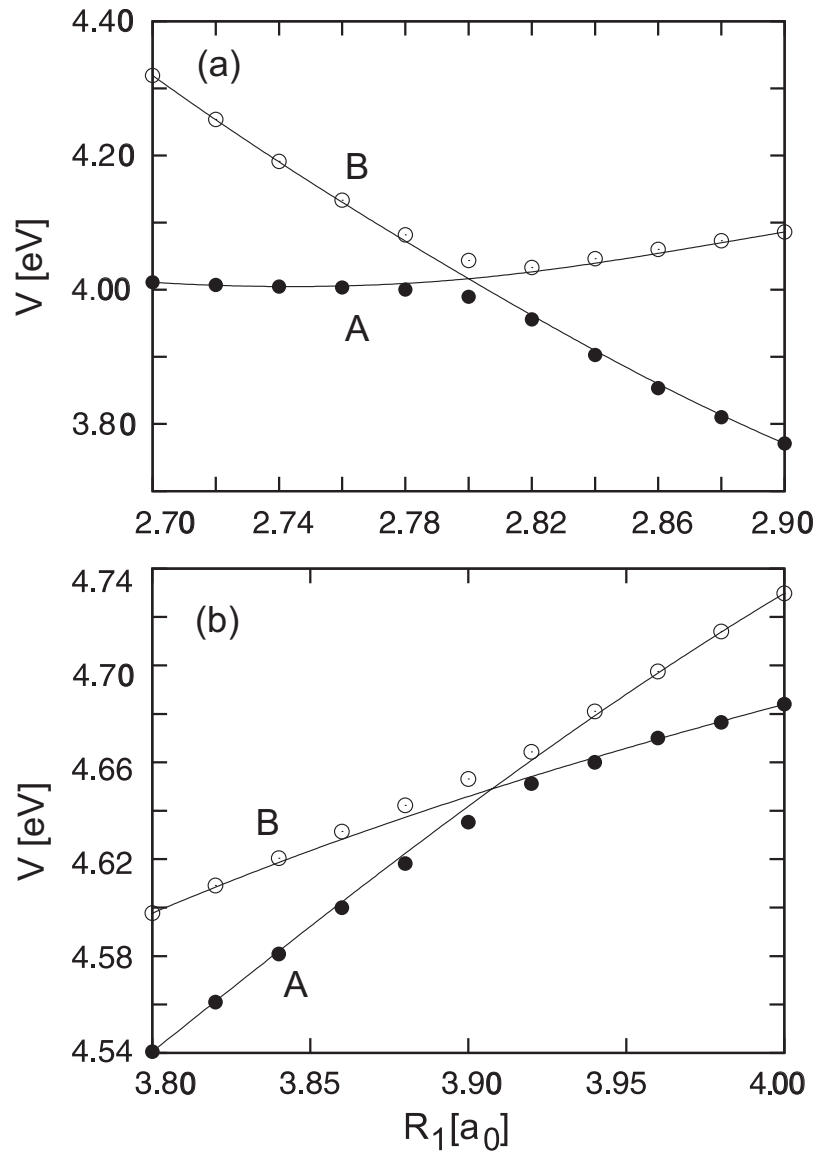 4.40
(a)
4.20
B
V [eV]
4.00
A
3.80
2.70 2.74 2.78 2.82 2.86 2.90
4.74
(b)
4.70
4.66
V [eV]
B
4.62
4.58
A
4.54
3.80 3.85 3.90 3.95 4.00
R1[a0]